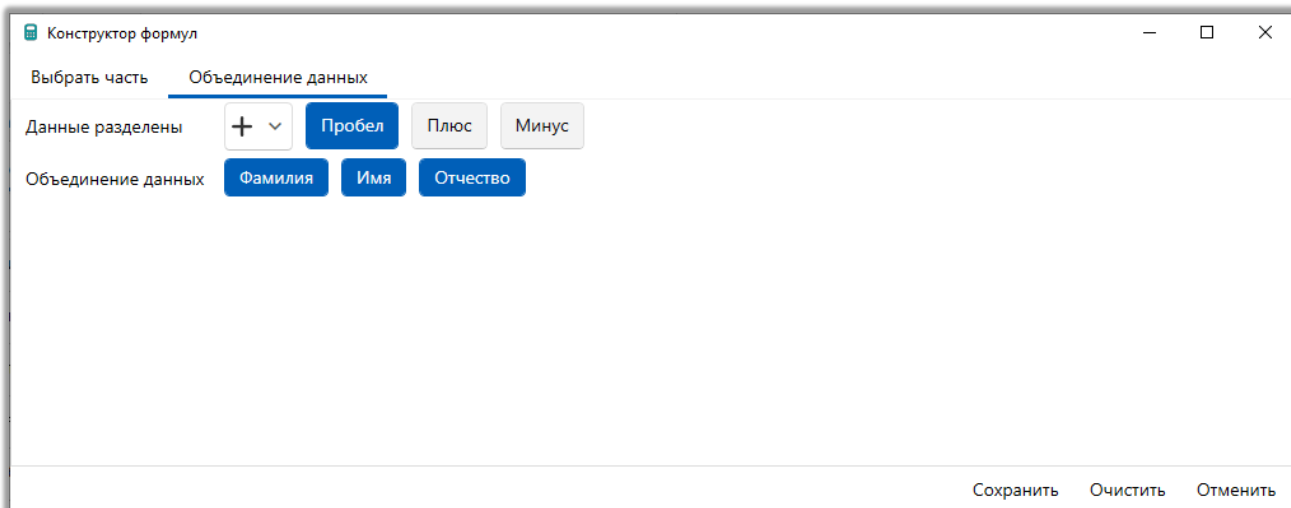 Конструктор формул
Выбрать часть Объединение данных
Данные разделены Пробел Плюс Минус
Объединение данных Фамилия Имя Отчество
Сохранить Очистить Отменить